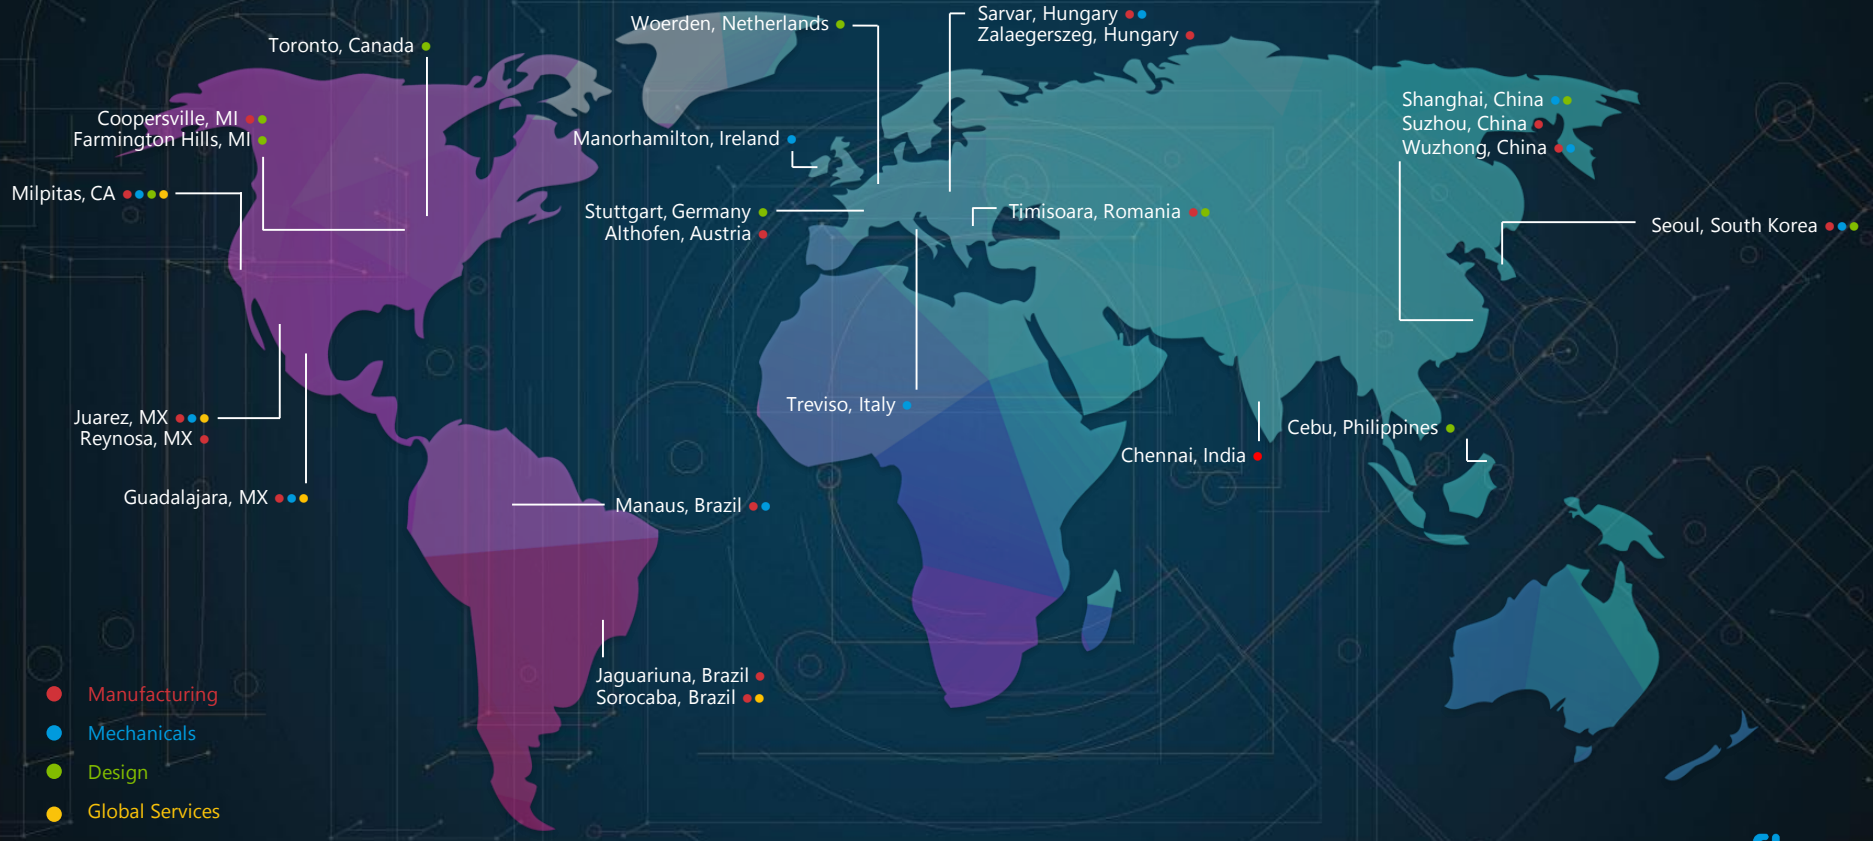 Woerden, Netherlands
Sarvar, Hungary
Zalaegerszeg, Hungary
Toronto, Canada
Coopersville, MI
Farmington Hills, MI
Manorhamilton, Ireland
Shanghai, China
Suzhou, China
Wuzhong, China
Milpitas, CA
Stuttgart, Germany
Althofen, Austria
Timisoara, Romania
Seoul, South Korea
Treviso, Italy
Juarez, MX
Reynosa, MX
Cebu, Philippines
Chennai, India
Guadalajara, MX
Manaus, Brazil
Jaguariuna, Brazil
Sorocaba, Brazil
Manufacturing
Mechanicals
Design
Global Services